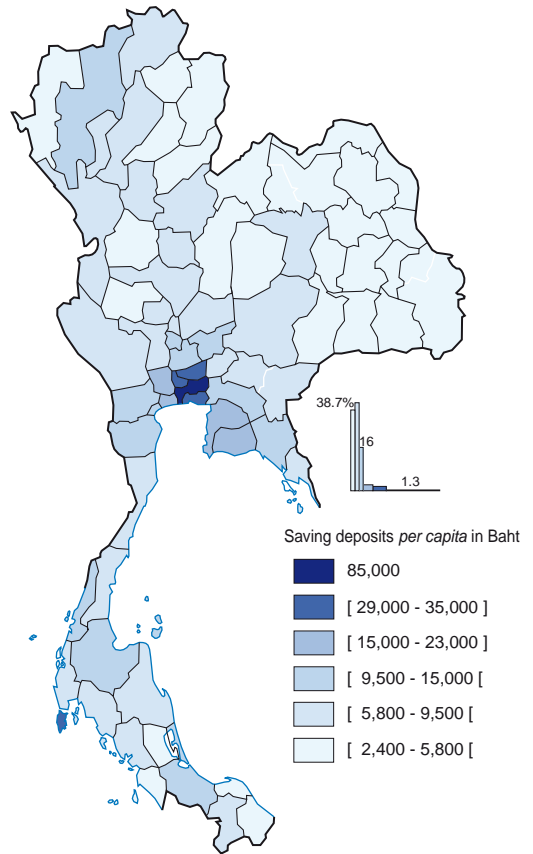 38.7%
16
1.3
Saving deposits per capita in Baht
85,000
[ 29,000 - 35,000 ]
[ 15,000 - 23,000 ]
[ 9,500 - 15,000 [
[ 5,800 - 9,500 [
[ 2,400 - 5,800 [